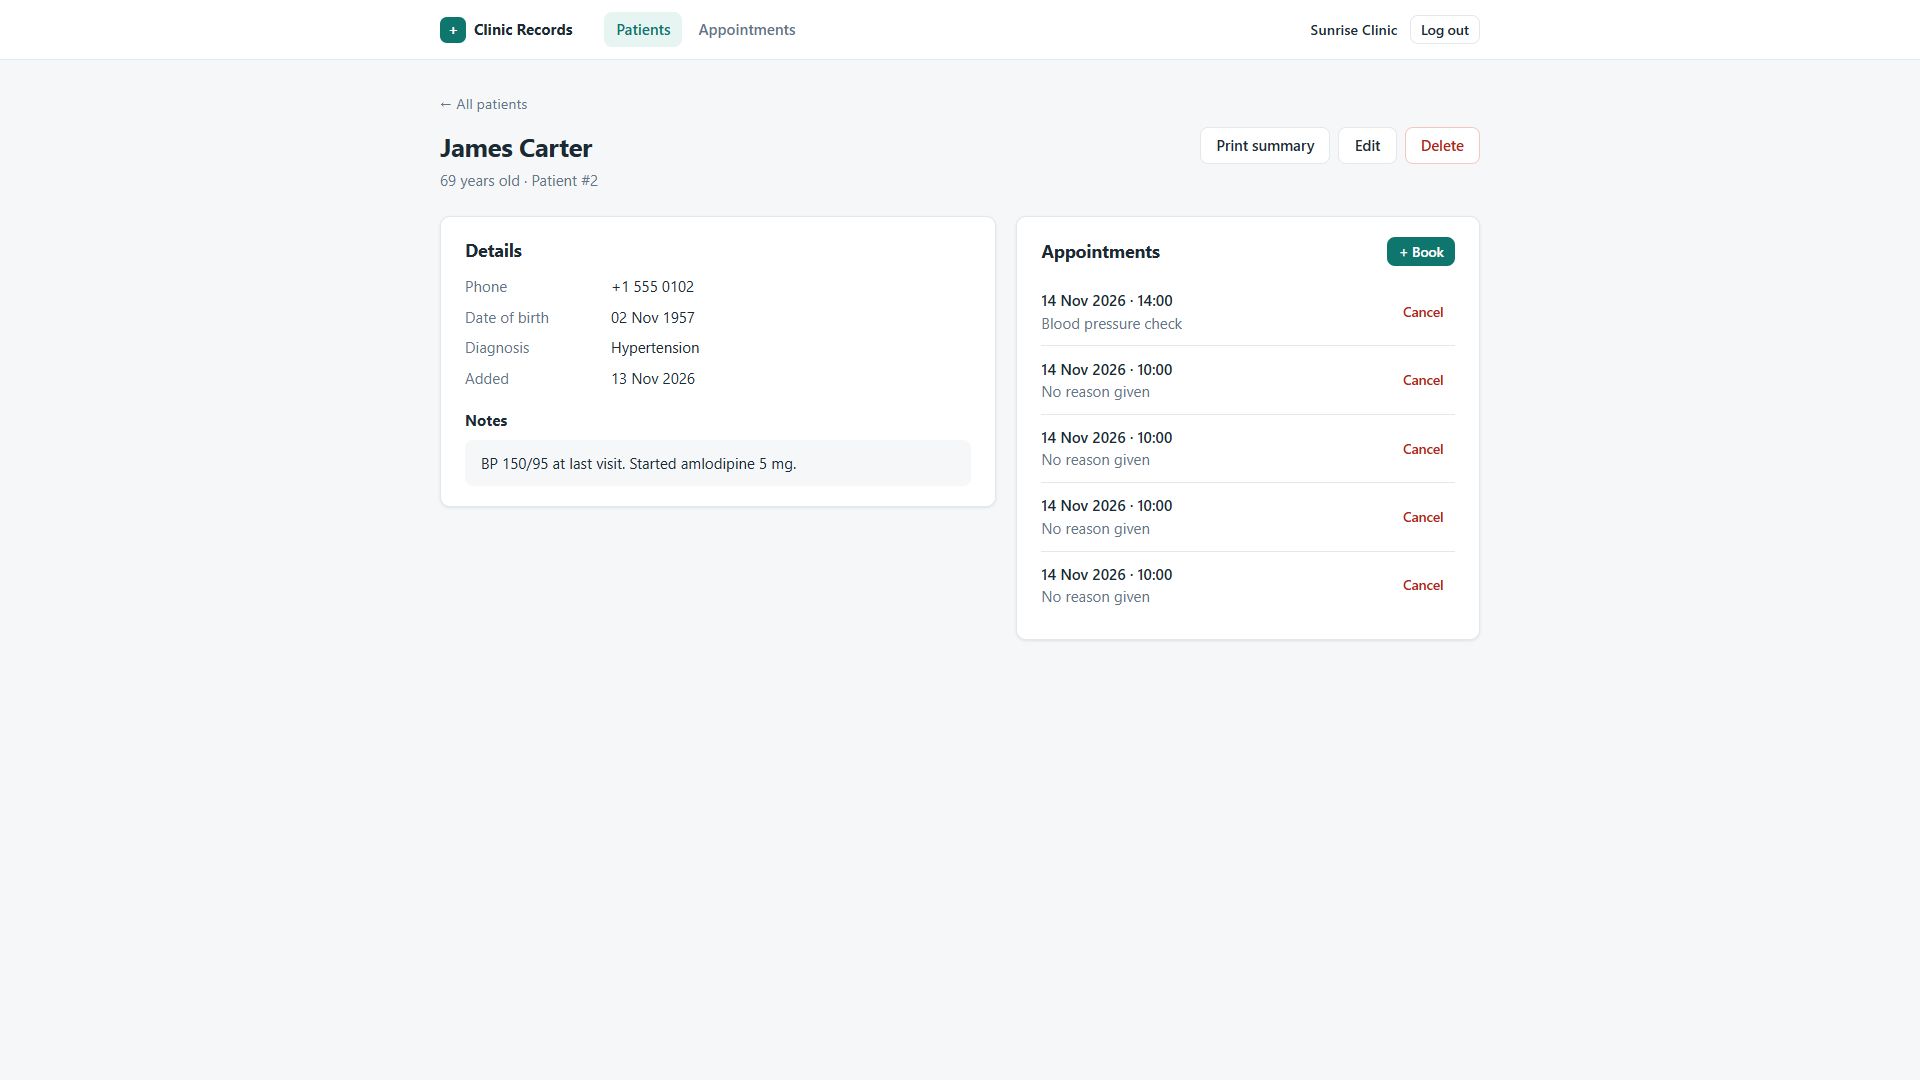 + Clinic Records Patients Appointments Sunrise Clinic Log out
← All patients
James Carter
Print summary Edit Delete
69 years old · Patient #2
Details
Phone +1 555 0102
Date of birth 02 Nov 1957
Diagnosis Hypertension
Added 13 Nov 2026
Notes
BP 150/95 at last visit. Started amlodipine 5 mg.
Appointments + Book
14 Nov 2026 · 14:00
Blood pressure check
Cancel
14 Nov 2026 · 10:00
No reason given
Cancel
14 Nov 2026 · 10:00
No reason given
Cancel
14 Nov 2026 · 10:00
No reason given
Cancel
14 Nov 2026 · 10:00
No reason given
Cancel